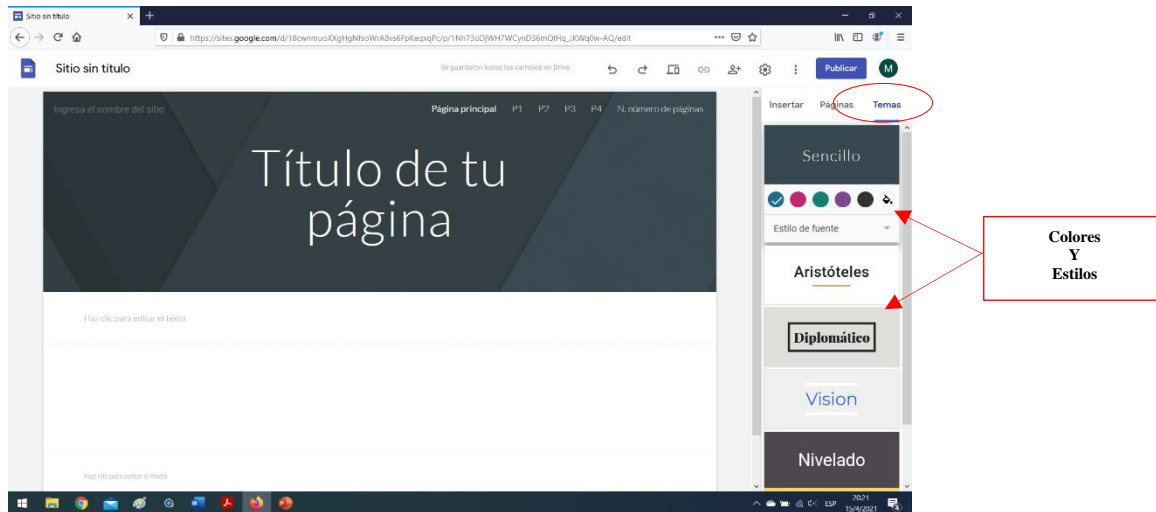 Sitio sin título
https://sites.google.com/d/18cwnmuoXXgHgNfsoWrA8vs6FpKeqxqPc/p/1Nh73oDjWH7WCynD36mQIHq_JKWq0w-AQ/edit
Sitio sin título
Se guardaron todos los cambios en Drive.
Publicar
M
Ingresa el nombre del sitio
Página principal P1 P2 P3 P4 N. número de páginas
Título de tu
página
Haz clic para editar el texto
Haz clic para editar el texto
Insertar Páginas Temas
Sencillo
Estilo de fuente
Aristóteles
Diplomático
Vision
Nivelado
Colores
Y
Estilos
ESP
20:21
15/4/2021